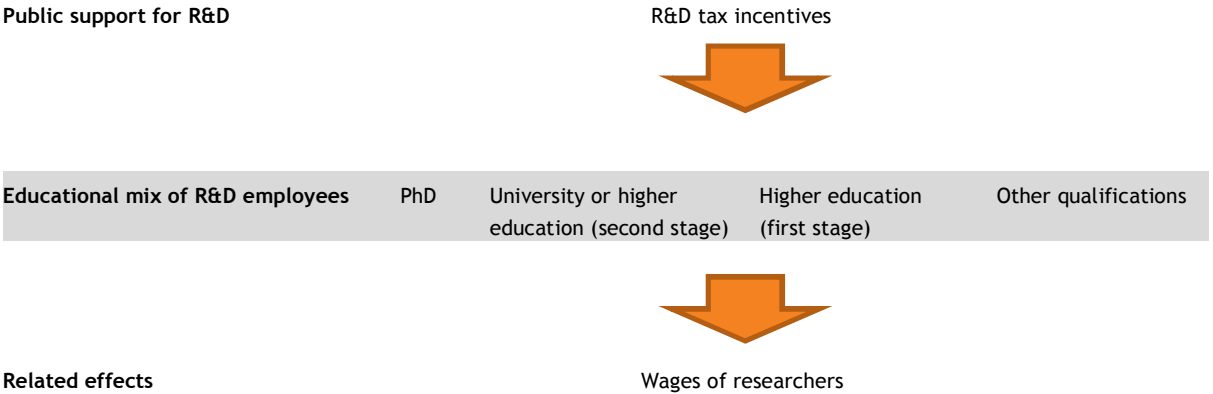 Public support for R&D R&D tax incentives
Educational mix of R&D employees PhD University or higher Higher education Other qualifications
education (second stage) (first stage)
Related effects Wages of researchers